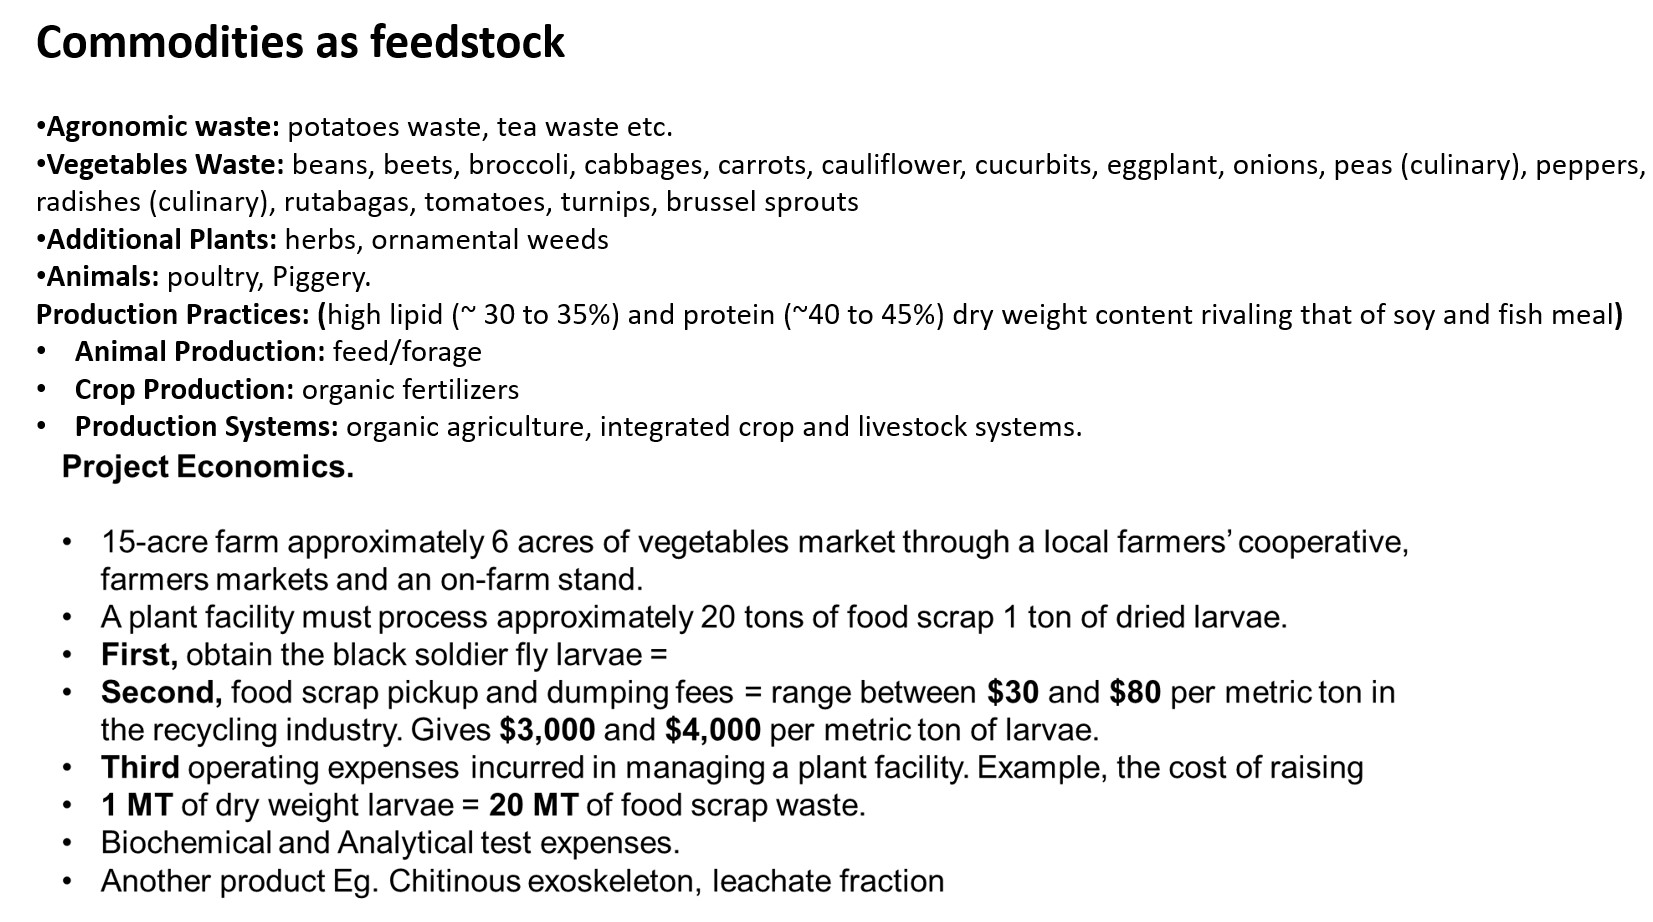 Commodities as feedstock
•Agronomic waste: potatoes waste, tea waste etc.
•Vegetables Waste: beans, beets, broccoli, cabbages, carrots, cauliflower, cucurbits, eggplant, onions, peas (culinary), peppers,
radishes (culinary), rutabagas, tomatoes, turnips, brussel sprouts
•Additional Plants: herbs, ornamental weeds
•Animals: poultry, Piggery.
Production Practices: (high lipid (~ 30 to 35%) and protein (~40 to 45%) dry weight content rivaling that of soy and fish meal)
• Animal Production: feed/forage
• Crop Production: organic fertilizers
• Production Systems: organic agriculture, integrated crop and livestock systems.
Project Economics.
• 15-acre farm approximately 6 acres of vegetables market through a local farmers’ cooperative,
farmers markets and an on-farm stand.
• A plant facility must process approximately 20 tons of food scrap 1 ton of dried larvae.
• First, obtain the black soldier fly larvae =
• Second, food scrap pickup and dumping fees = range between $30 and $80 per metric ton in
the recycling industry. Gives $3,000 and $4,000 per metric ton of larvae.
• Third operating expenses incurred in managing a plant facility. Example, the cost of raising
• 1 MT of dry weight larvae = 20 MT of food scrap waste.
• Biochemical and Analytical test expenses.
• Another product Eg. Chitinous exoskeleton, leachate fraction